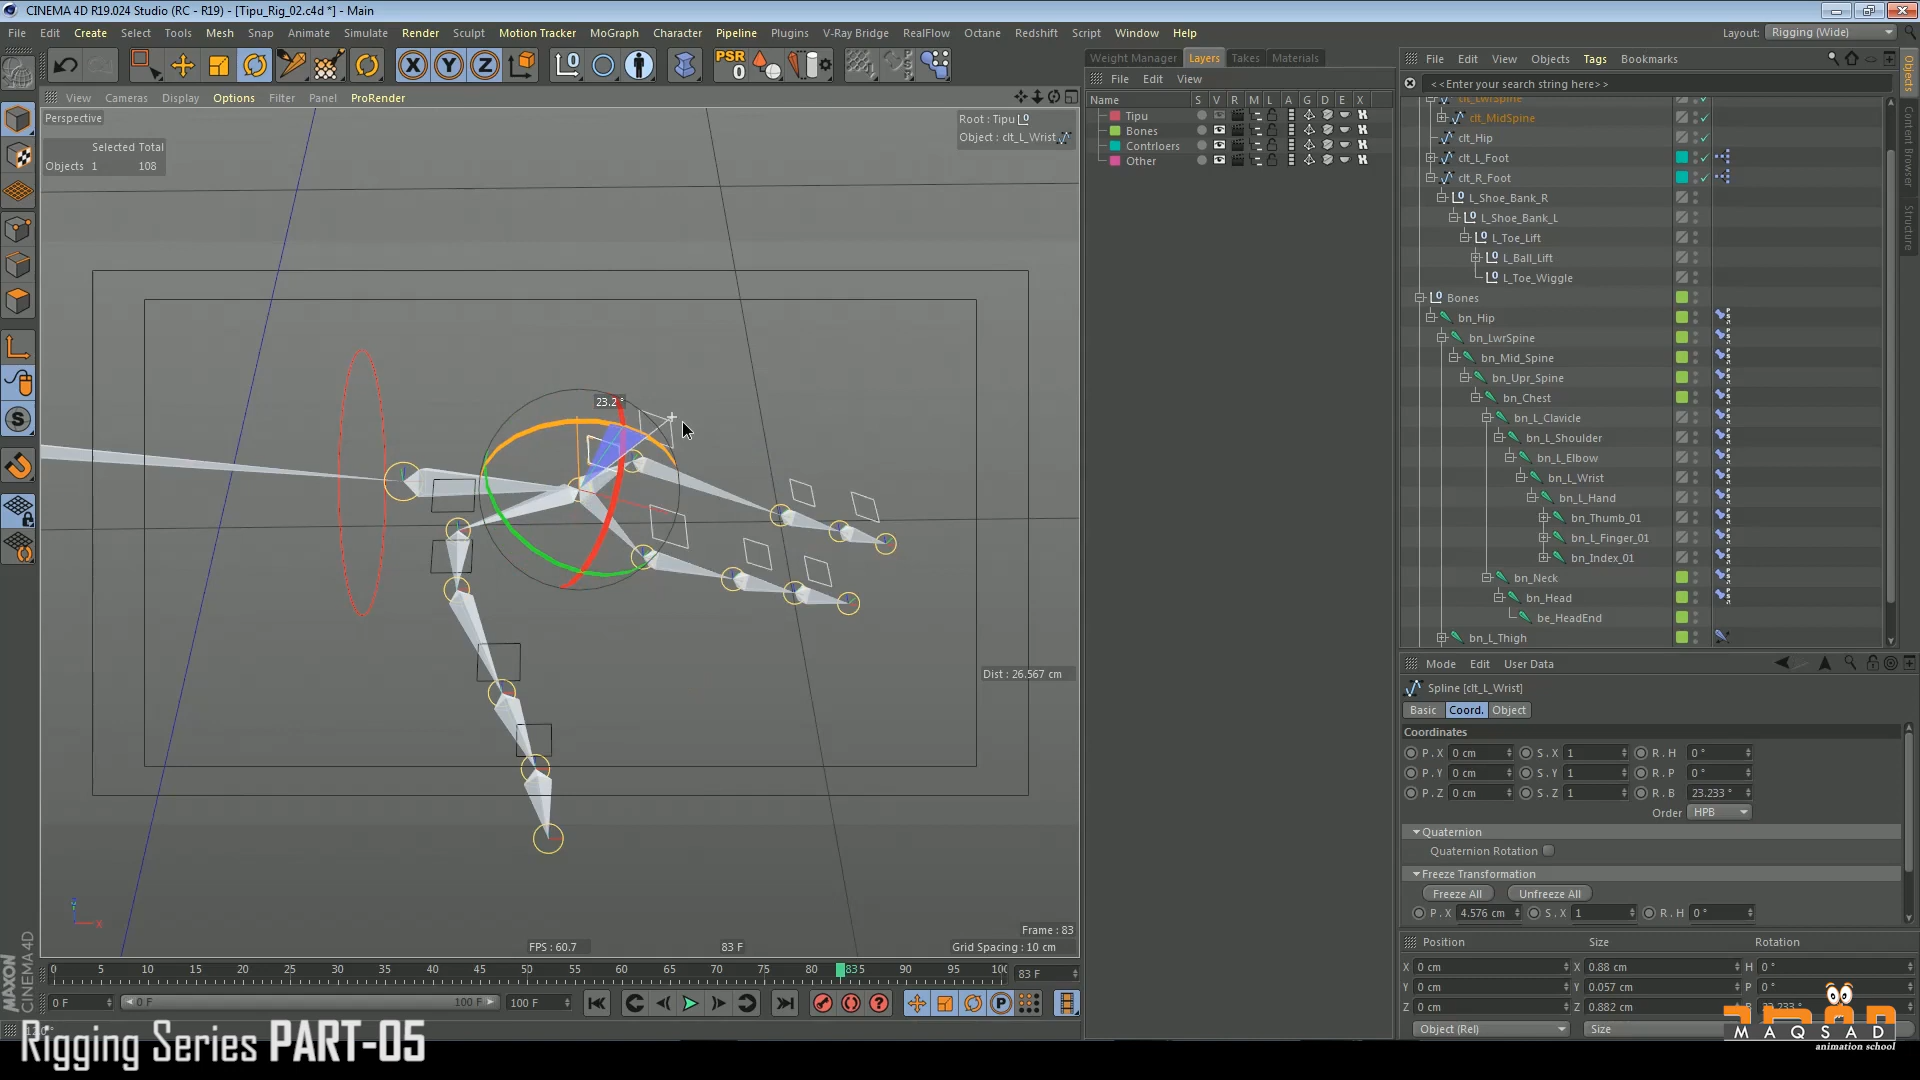 CINEMA 4D R19.024 Studio (RC - R19) - [Tipu_Rig_02.c4d *] - Main
File Edit Create Select Tools Mesh Snap Animate Simulate Render Sculpt Motion Tracker MoGraph Character Pipeline Plugins V-Ray Bridge RealFlow Octane Redshift Script Window Help
Layout: Rigging (Wide)
X Y Z PSR 0
View Cameras Display Options Filter Panel ProRender
Perspective
Selected Total
Objects 1 108
Root : Tipu
Object : clt_L_Wrist
23.2 °
Dist : 26.567 cm
FPS : 60.7
83 F
Frame : 83
Grid Spacing : 10 cm
Weight Manager Layers Takes Materials
File Edit View
Name S V R M L A G D E X
Tipu
Bones
Contrloers
Other
File Edit View Objects Tags Bookmarks
<<Enter your search string here>>
clt_LwrSpine
clt_MidSpine
clt_Hip
clt_L_Foot
clt_R_Foot
L_Shoe_Bank_R
L_Shoe_Bank_L
L_Toe_Lift
L_Ball_Lift
L_Toe_Wiggle
Bones
bn_Hip
bn_LwrSpine
bn_Mid_Spine
bn_Upr_Spine
bn_Chest
bn_L_Clavicle
bn_L_Shoulder
bn_L_Elbow
bn_L_Wrist
bn_L_Hand
bn_Thumb_01
bn_L_Finger_01
bn_Index_01
bn_Neck
bn_Head
be_HeadEnd
bn_L_Thigh
Objects
Content Browser
Structure
Mode Edit User Data
Spline [clt_L_Wrist]
Basic Coord. Object
Coordinates
P . X 0 cm S . X 1 R . H 0 °
P . Y 0 cm S . Y 1 R . P 0 °
P . Z 0 cm S . Z 1 R . B 23.233 °
Order HPB
Quaternion
Quaternion Rotation
Freeze Transformation
Freeze All Unfreeze All
P . X 4.576 cm S . X 1 R . H 0 °
Position Size Rotation
X 0 cm X 0.88 cm H 0 °
Y 0 cm Y 0.057 cm P 0 °
Z 0 cm Z 0.882 cm
Object (Rel) Size
0 5 10 15 20 25 30 35 40 45 50 55 60 65 70 75 80 835 90 95 100 83 F
0 F 0 F 100 F 100 F
MAXON
CINEMA 4D
Rigging Series PART-05
MAQSAD
animation school